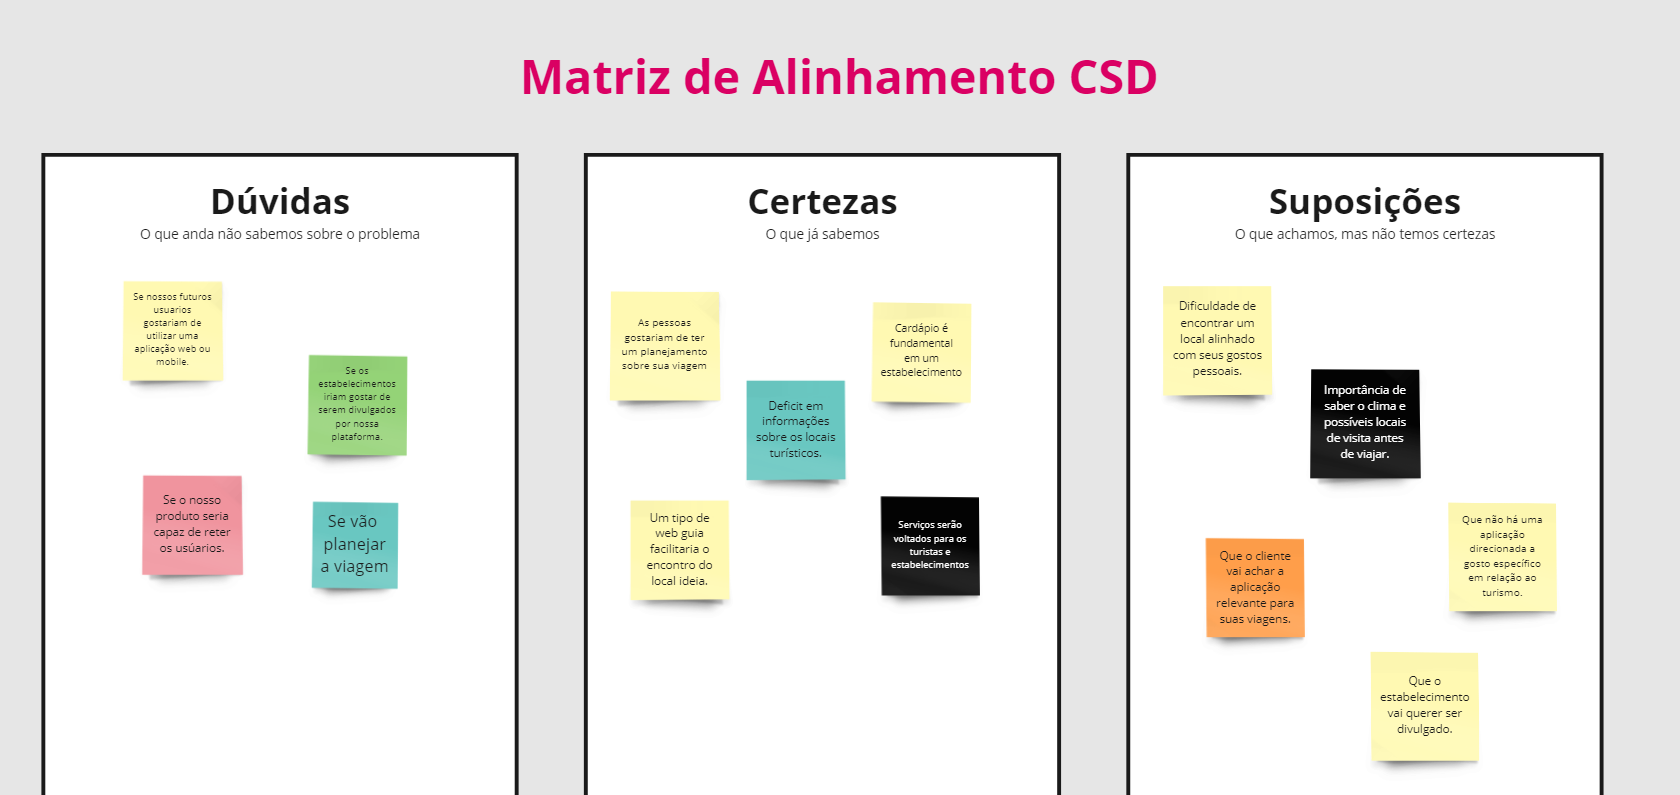 Matriz de Alinhamento CSD
Dúvidas
O que anda não sabemos sobre o problema
Se nossos futuros
usuarios
gostariam de
utilizar uma
aplicação web ou
mobile.
Se os
estabelecimentos
iriam gostar de
serem divulgados
por nossa
plataforma.
Se o nosso
produto seria
capaz de reter
os usúarios.
Se vão
planejar
a viagem
Certezas
O que já sabemos
As pessoas
gostariam de ter
um planejamento
sobre sua viagem
Cardápio é
fundamental
em um
estabelecimento
Deficit em
informações
sobre os locais
turísticos.
Um tipo de
web guia
facilitaria o
encontro do
local ideia.
Serviços serão
voltados para os
turistas e
estabelecimentos
Suposições
O que achamos, mas não temos certezas
Dificuldade de
encontrar um
local alinhado
com seus gostos
pessoais.
Importância de
saber o clima e
possíveis locais
de visita antes
de viajar.
Que não há uma
aplicação
direcionada a
gosto específico
em relação ao
turismo.
Que o cliente
vai achar a
aplicação
relevante para
suas viagens.
Que o
estabelecimento
vai querer ser
divulgado.